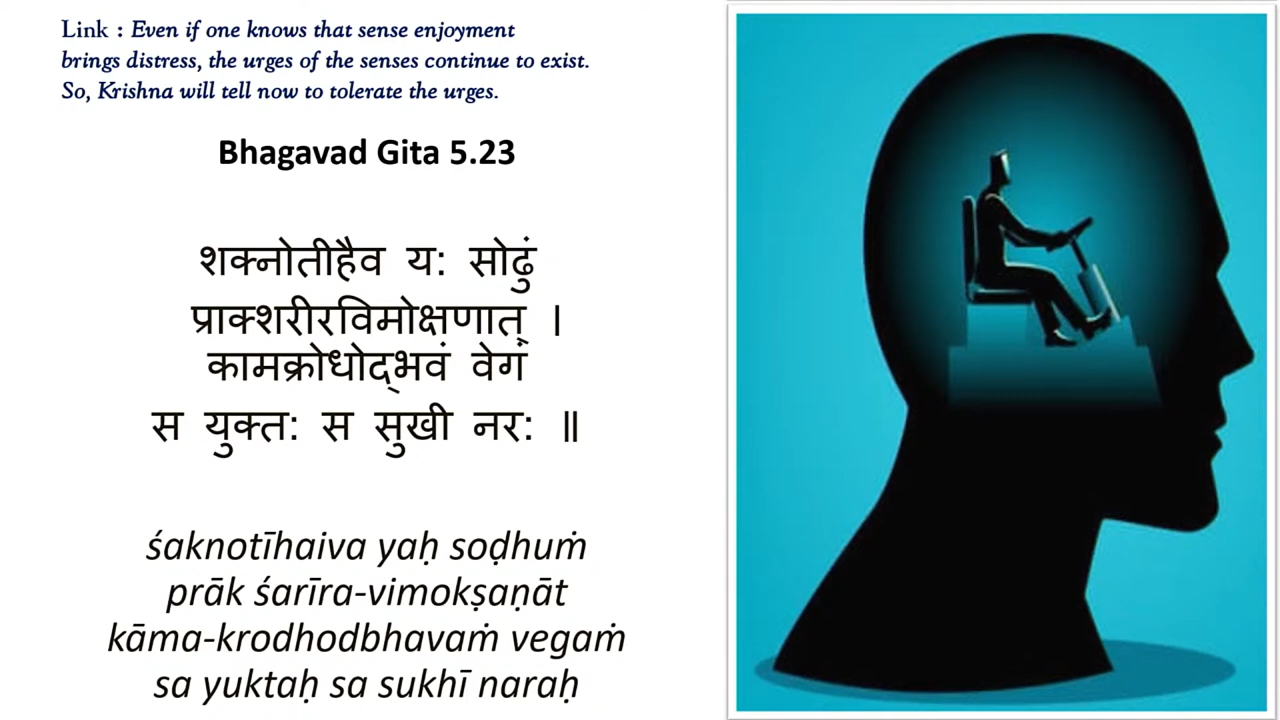 Link : Even if one knows that sense enjoyment
brings distress, the urges of the senses continue to exist.
So, Krishna will tell now to tolerate the urges.
Bhagavad Gita 5.23
शक्नोतीहैव य: सोढुं
प्राक्शरीरविमोक्षणात् ।
कामक्रोधोद्‍भवं वेगं
स युक्त: स सुखी नर: ॥
śaknotīhaiva yaḥ soḍhuṁ
prāk śarīra-vimokṣaṇāt
kāma-krodhodbhavaṁ vegaṁ
sa yuktaḥ sa sukhī naraḥ